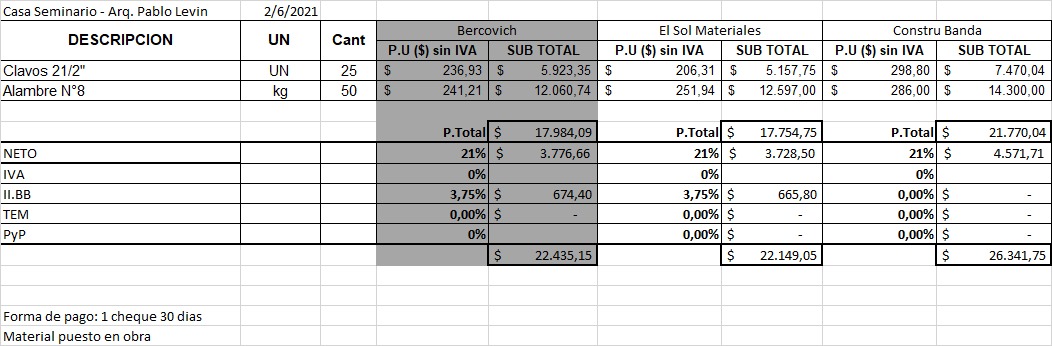 Casa Seminario - Arq. Pablo Levin 2/6/2021
DESCRIPCION UN Cant Bercovich El Sol Materiales Constru Banda
P.U ($) sin IVA SUB TOTAL P.U ($) sin IVA SUB TOTAL P.U ($) sin IVA SUB TOTAL
Clavos 21/2" UN 25 $ 236,93 $ 5.923,35 $ 206,31 $ 5.157,75 $ 298,80 $ 7.470,04
Alambre N°8 kg 50 $ 241,21 $ 12.060,74 $ 251,94 $ 12.597,00 $ 286,00 $ 14.300,00
P.Total $ 17.984,09 P.Total $ 17.754,75 P.Total $ 21.770,04
NETO 21% $ 3.776,66 21% $ 3.728,50 21% $ 4.571,71
IVA 0% 0% 0%
II.BB 3,75% $ 674,40 3,75% $ 665,80 0,00% $ -
TEM 0,00% $ - 0,00% $ - 0,00% $ -
PyP 0% 0,00% $ - 0,00% $ -
$ 22.435,15 $ 22.149,05 $ 26.341,75
Forma de pago: 1 cheque 30 dias
Material puesto en obra